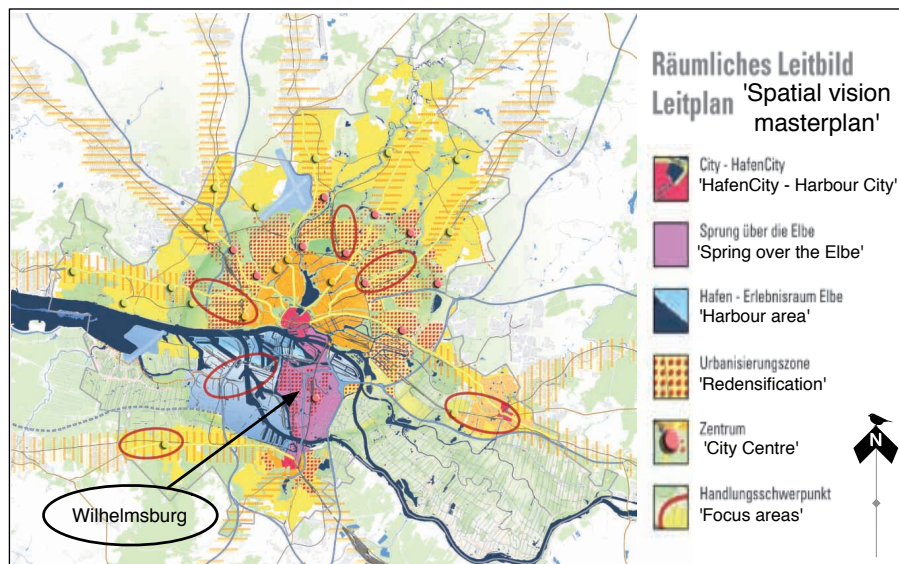 Räumliches Leitbild
Leitplan 'Spatial vision
masterplan'
City - HafenCity
'HafenCity - Harbour City'
Sprung über die Elbe
'Spring over the Elbe'
Hafen - Erlebnisraum Elbe
'Harbour area'
Urbanisierungszone
'Redensification'
Zentrum
'City Centre'
Handlungsschwerpunkt
'Focus areas'
N
Wilhelmsburg